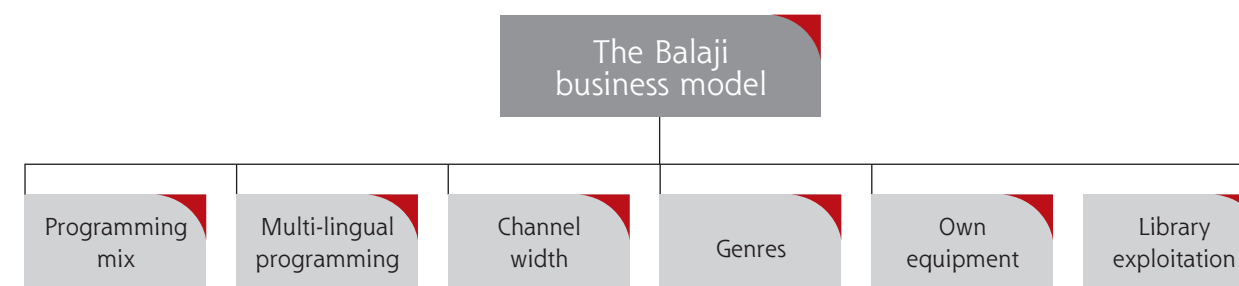 The Balaji
business model
Programming
mix
Multi-lingual
programming
Channel
width
Genres
Own
equipment
Library
exploitation